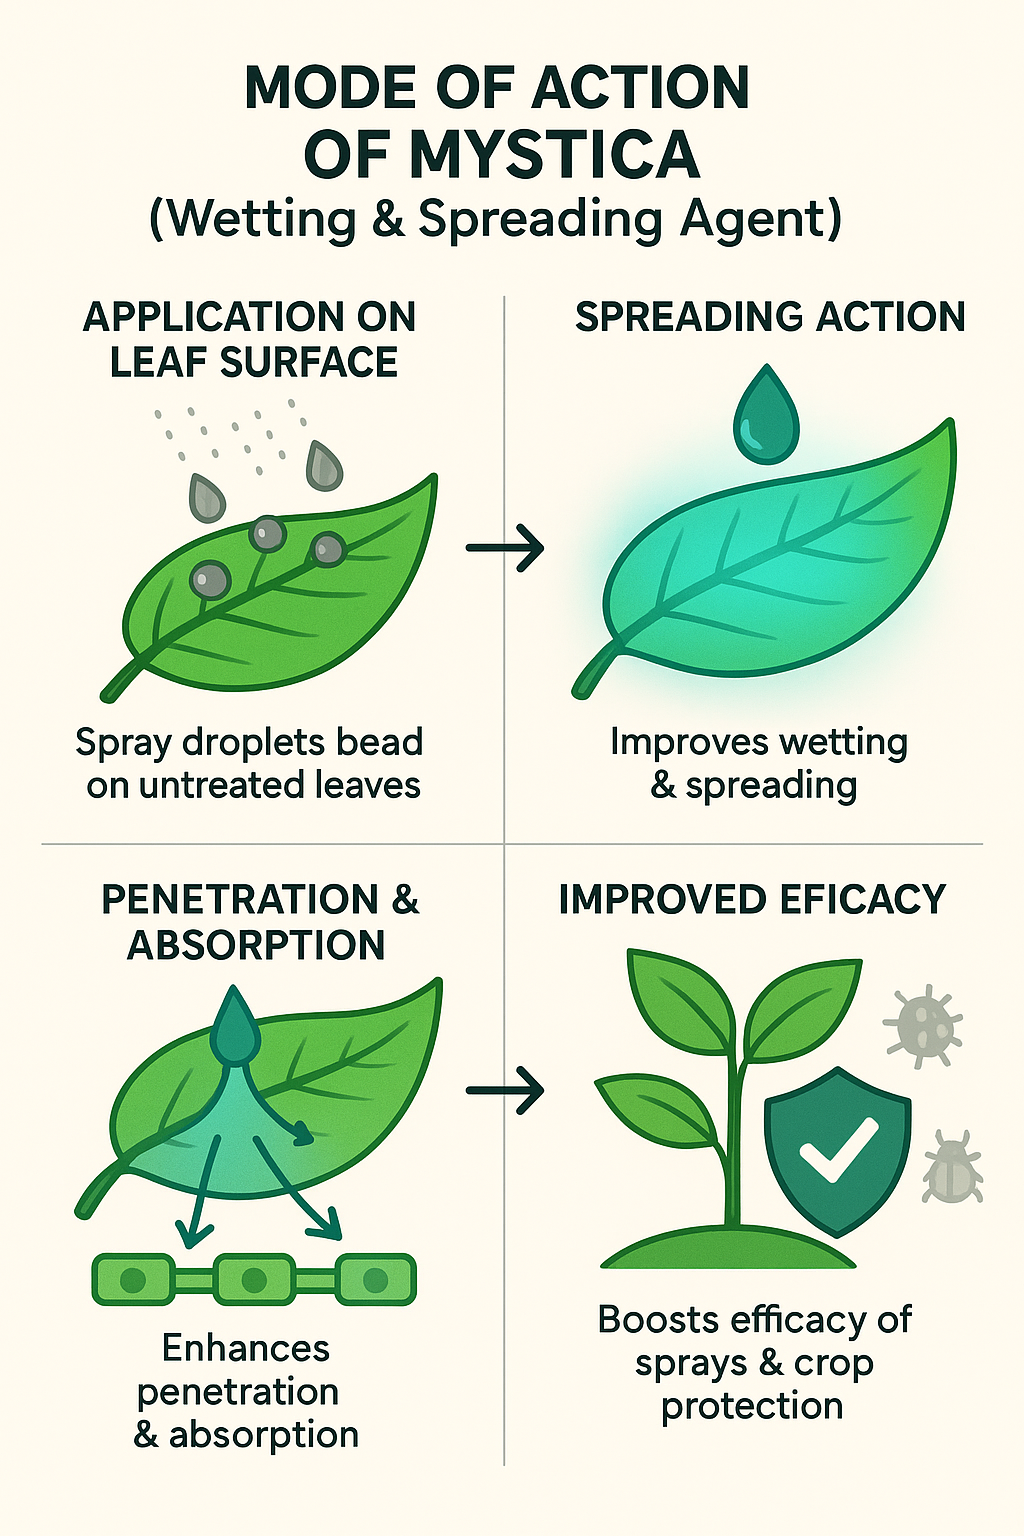 MODE OF ACTION
OF MYSTICA
(Wetting & Spreading Agent)
APPLICATION ON
LEAF SURFACE
Spray droplets bead
on untreated leaves
SPREADING ACTION
Improves wetting
& spreading
PENETRATION &
ABSORPTION
Enhances
penetration
& absorption
IMPROVED EFICACY
Boosts efficacy of
sprays & crop
protection